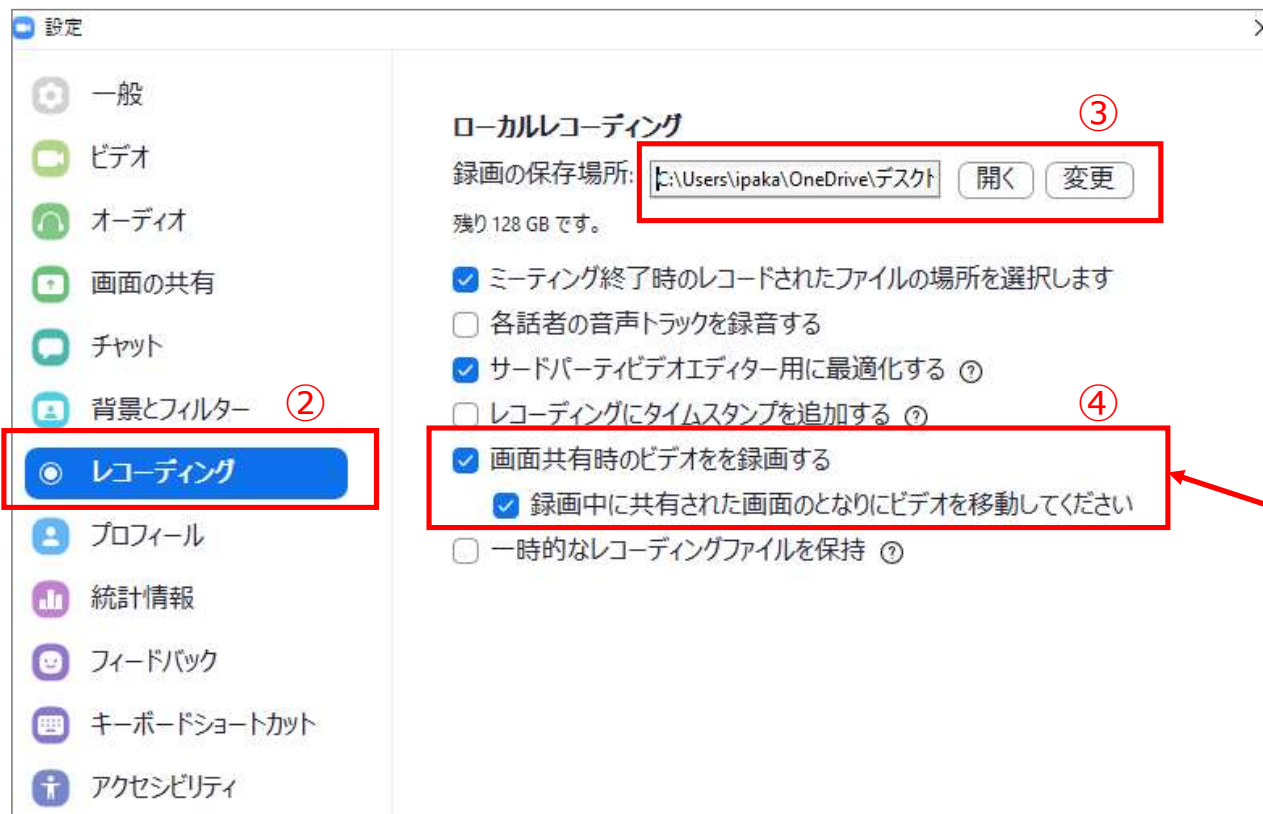 設定
一般
ビデオ
オーディオ
画面の共有
チャット
背景とフィルター
②
レコーディング
プロフィール
統計情報
フィードバック
キーボードショートカット
アクセシビリティ
ローカルレコーディング
③
録画の保存場所: C:\Users\ipaka\OneDrive\デスクト 開く 変更
残り 128 GB です。
ミーティング終了時のレコードされたファイルの場所を選択します
各話者の音声トラックを録音する
サードパーティビデオエディター用に最適化する ?
レコーディングにタイムスタンプを追加する ?
④
画面共有時のビデオをを録画する
録画中に共有された画面のとなりにビデオを移動してください
一時的なレコーディングファイルを保持 ?